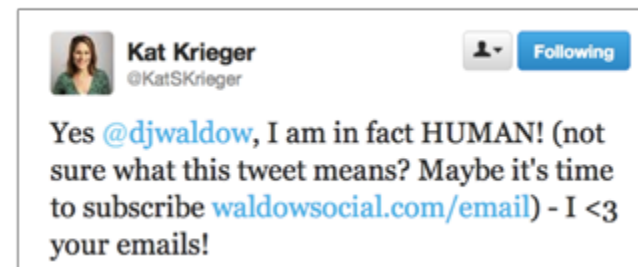 Kat Krieger
Following
@KatSKrieger
Yes @djwaldow, I am in fact HUMAN! (not
sure what this tweet means? Maybe it's time
to subscribe waldowsocial.com/email) - I <3
your emails!